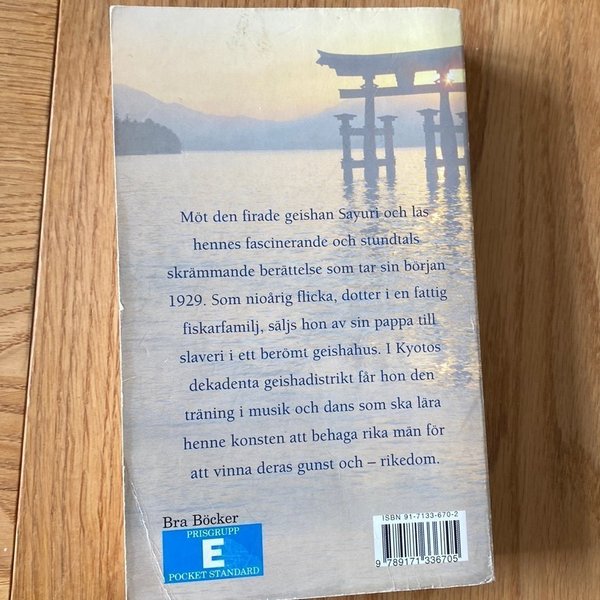 Möt den firade geishan Sayuri och läs
hennes fascinerande och stundtals
skrämmande berättelse som tar sin början
1929. Som nioårig flicka, dotter i en fattig
fiskarfamilj, säljs hon av sin pappa till
slaveri i ett berömt geishahus. I Kyotos
dekadenta geishadistrikt får hon den
träning i musik och dans som ska lära
henne konsten att behaga rika män för
att vinna deras gunst och – rikedom.
Bra Böcker
PRISGRUPP
E
POCKET STANDARD
ISBN 91-7133-670-2
9 789171 336705